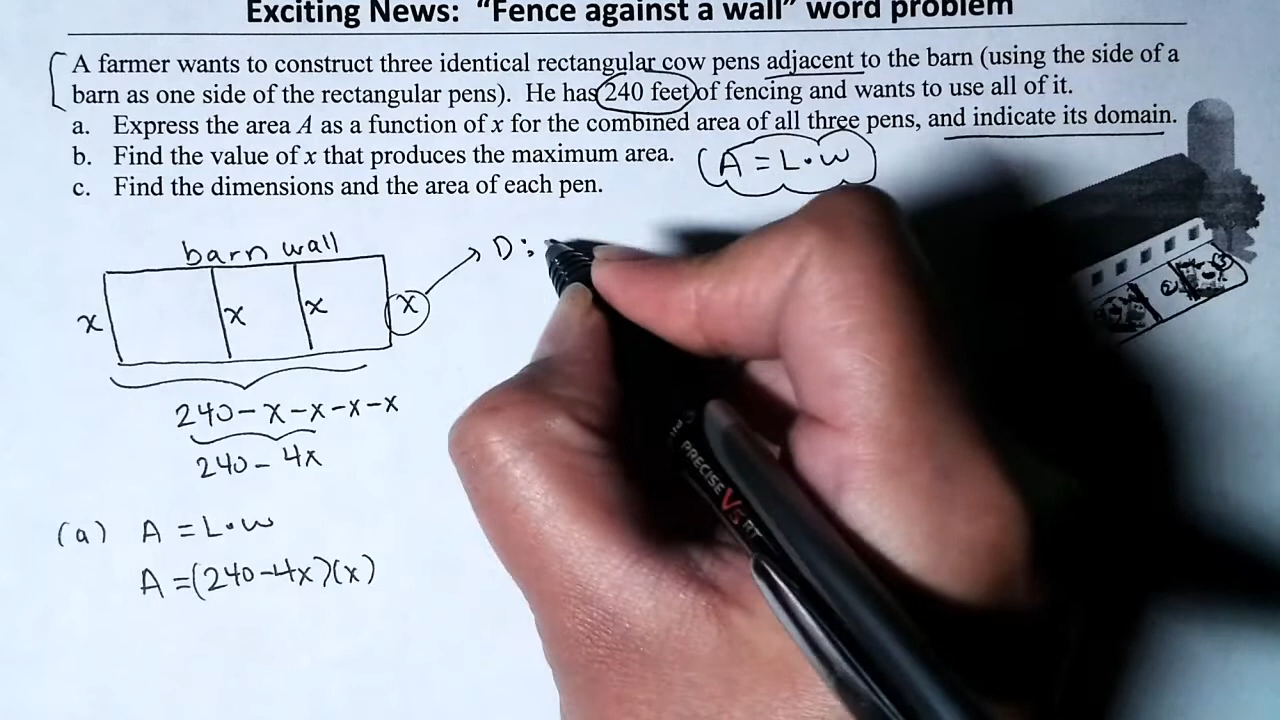 Exciting News: “Fence against a wall” word problem
A farmer wants to construct three identical rectangular cow pens adjacent to the barn (using the side of a
barn as one side of the rectangular pens). He has 240 feet of fencing and wants to use all of it.
a. Express the area A as a function of x for the combined area of all three pens, and indicate its domain.
b. Find the value of x that produces the maximum area.
(A = L·W
c. Find the dimensions and the area of each pen.
barn wall
D:
x x x x
240-x-x-x-x
240-4x
(a) A = L·W
A=(240-4x)(x)
PRECISE V5 RT